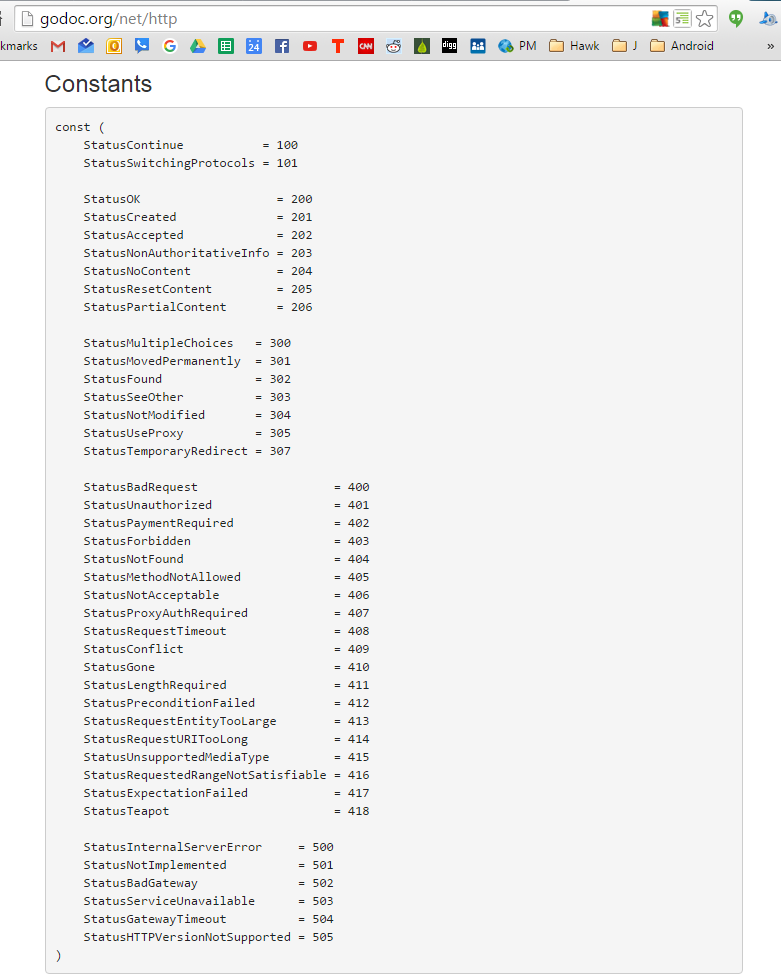 godoc.org/net/http
kmarks 24 CNN digg PM Hawk J Android »
Constants
const (
StatusContinue = 100
StatusSwitchingProtocols = 101
StatusOK = 200
StatusCreated = 201
StatusAccepted = 202
StatusNonAuthoritativeInfo = 203
StatusNoContent = 204
StatusResetContent = 205
StatusPartialContent = 206
StatusMultipleChoices = 300
StatusMovedPermanently = 301
StatusFound = 302
StatusSeeOther = 303
StatusNotModified = 304
StatusUseProxy = 305
StatusTemporaryRedirect = 307
StatusBadRequest = 400
StatusUnauthorized = 401
StatusPaymentRequired = 402
StatusForbidden = 403
StatusNotFound = 404
StatusMethodNotAllowed = 405
StatusNotAcceptable = 406
StatusProxyAuthRequired = 407
StatusRequestTimeout = 408
StatusConflict = 409
StatusGone = 410
StatusLengthRequired = 411
StatusPreconditionFailed = 412
StatusRequestEntityTooLarge = 413
StatusRequestURITooLong = 414
StatusUnsupportedMediaType = 415
StatusRequestedRangeNotSatisfiable = 416
StatusExpectationFailed = 417
StatusTeapot = 418
StatusInternalServerError = 500
StatusNotImplemented = 501
StatusBadGateway = 502
StatusServiceUnavailable = 503
StatusGatewayTimeout = 504
StatusHTTPVersionNotSupported = 505
)